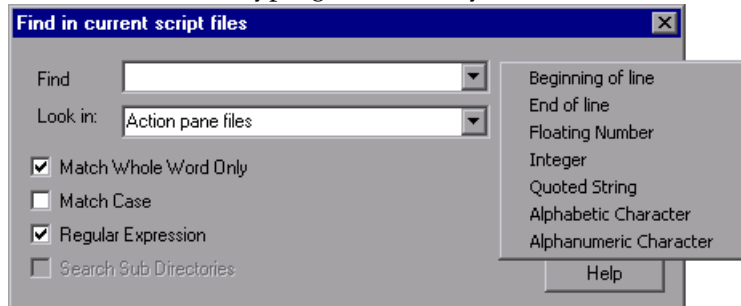 Find in current script files
Find
Look in: Action pane files
Match Whole Word Only
Match Case
Regular Expression
Search Sub Directories
Beginning of line
End of line
Floating Number
Integer
Quoted String
Alphabetic Character
Alphanumeric Character
Help